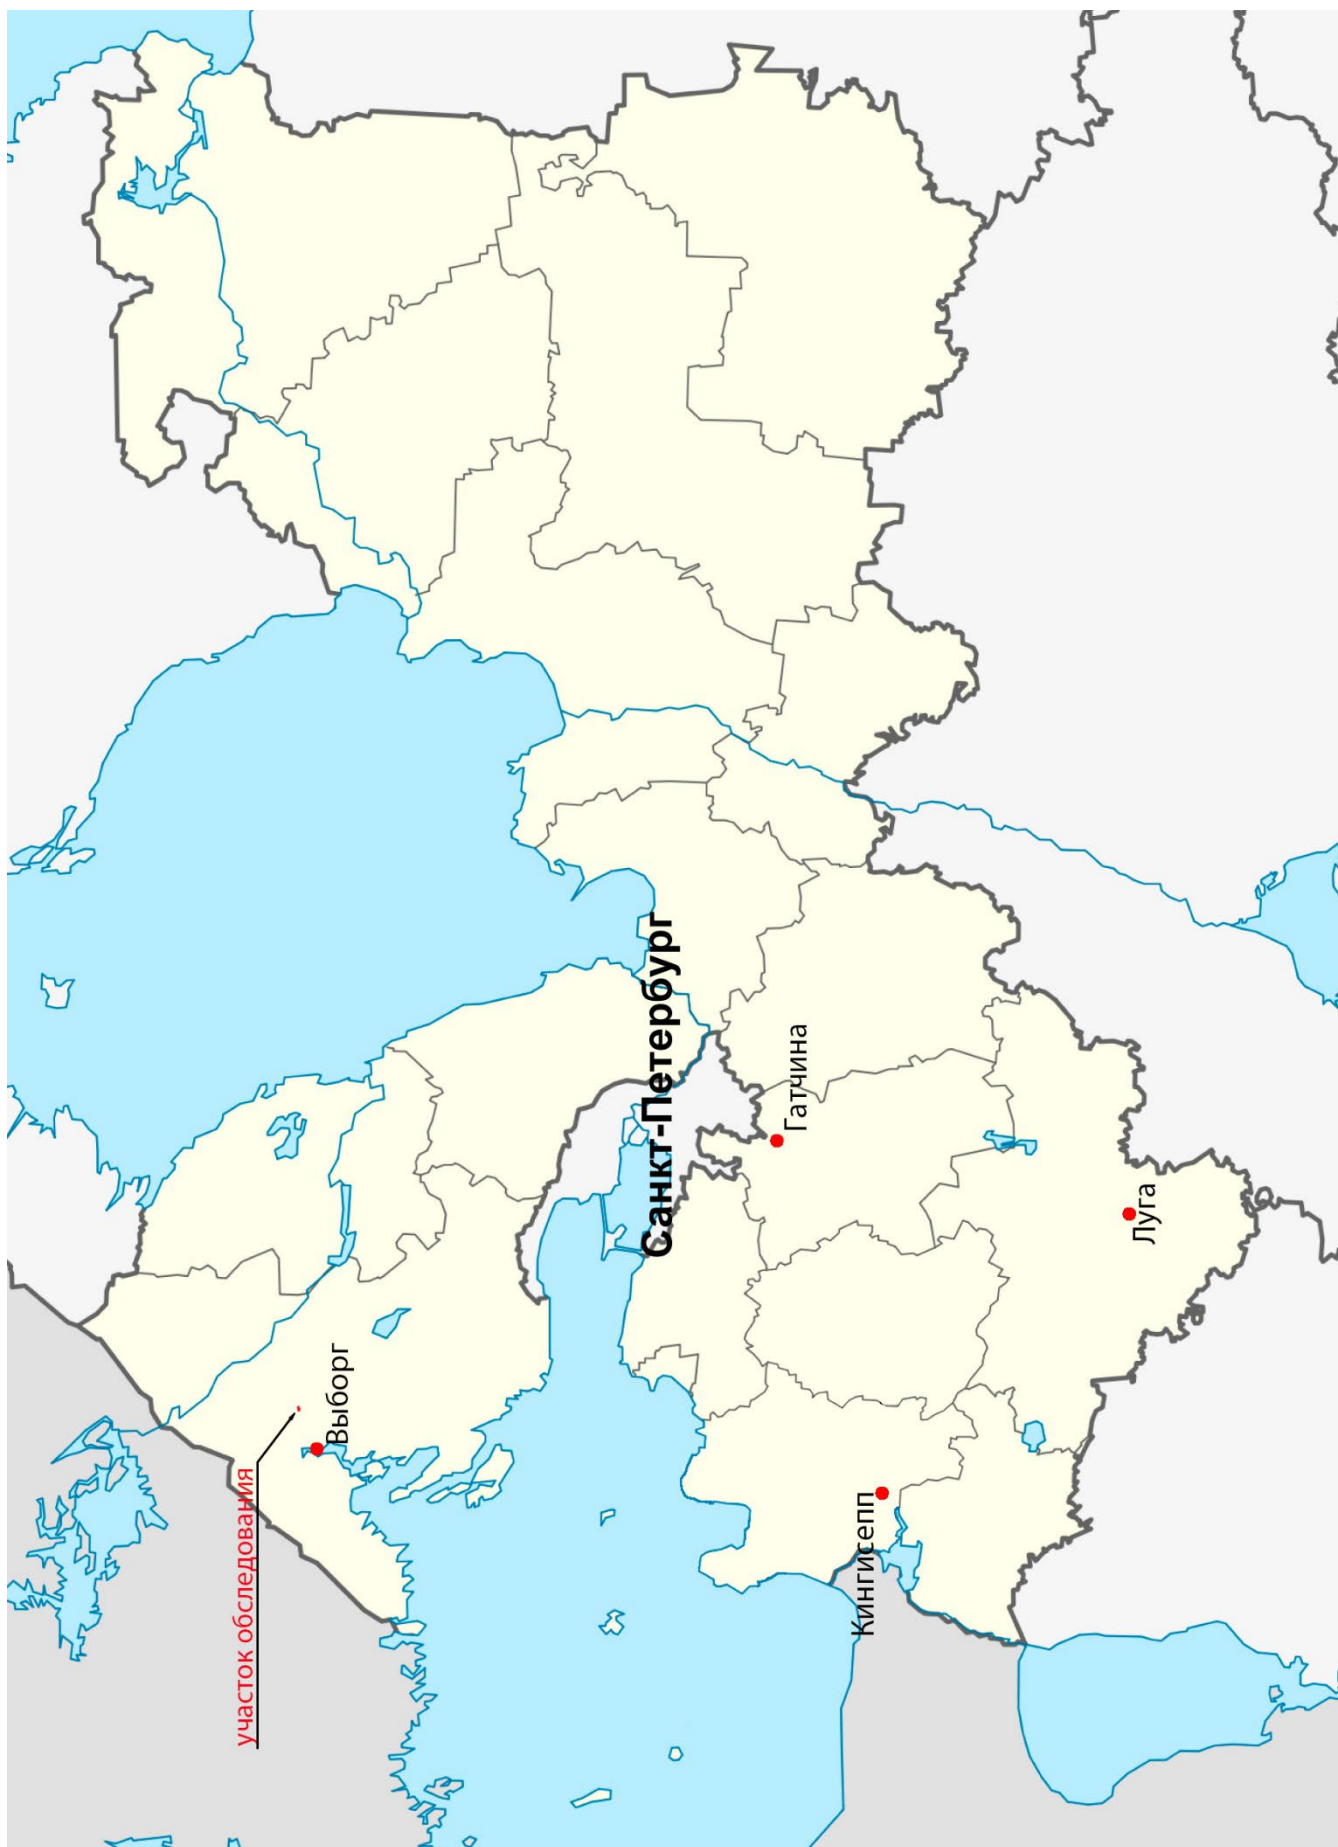 участок обследования
Выборг
Санкт-Петербург
Гатчина
Кингисепп
Луга